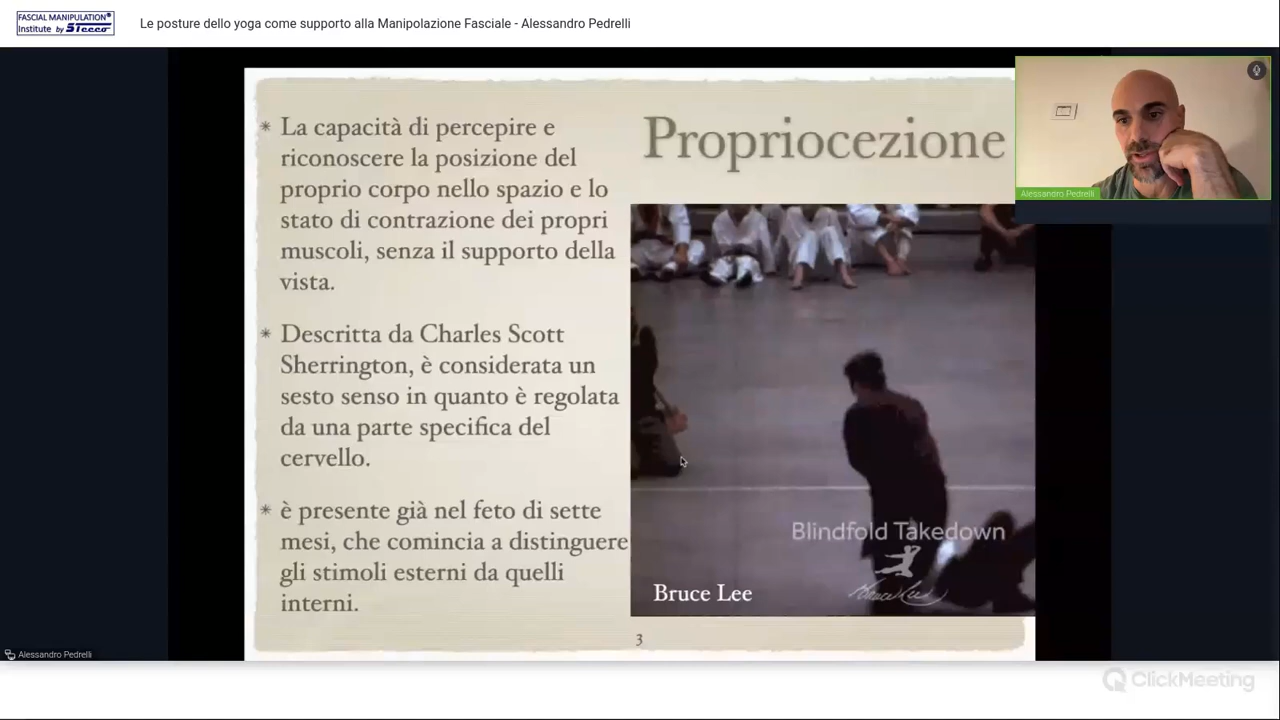 FASCIAL MANIPULATION®
Institute by Stecco
Le posture dello yoga come supporto alla Manipolazione Fasciale - Alessandro Pedrelli
Propriocezione
* La capacità di percepire e
riconoscere la posizione del
proprio corpo nello spazio e lo
stato di contrazione dei propri
muscoli, senza il supporto della
vista.
* Descritta da Charles Scott
Sherrington, è considerata un
sesto senso in quanto è regolata
da una parte specifica del
cervello.
* è presente già nel feto di sette
mesi, che comincia a distinguere
gli stimoli esterni da quelli
interni.
Blindfold Takedown
Bruce Lee
Bruce Lee
3
Alessandro Pedrelli
Alessandro Pedrelli
ClickMeeting